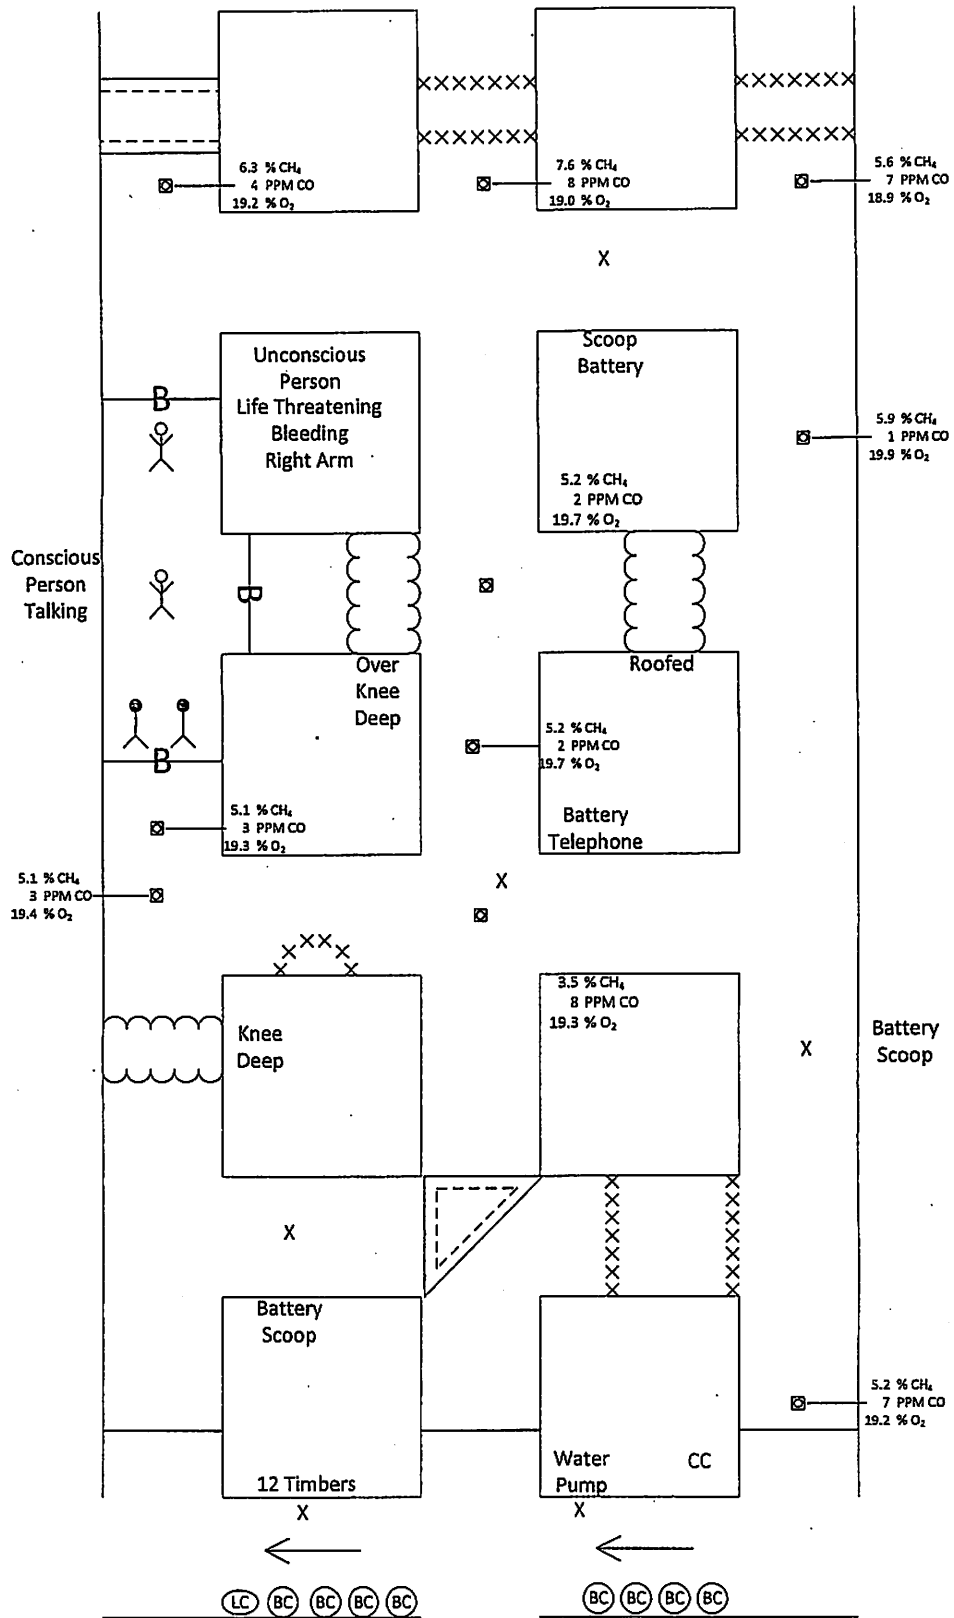 6.3 % CH₄
4 PPM CO
19.2 % O₂
7.6 % CH₄
8 PPM CO
19.0 % O₂
5.6 % CH₄
7 PPM CO
18.9 % O₂
X
Unconscious
Person
Life Threatening
Bleeding
Right Arm
B
Scoop
Battery
5.9 % CH₄
1 PPM CO
19.9 % O₂
5.2 % CH₄
2 PPM CO
19.7 % O₂
Conscious
Person
Talking
B
Over
Knee
Deep
Roofed
B
5.2 % CH₄
2 PPM CO
19.7 % O₂
Battery
Telephone
5.1 % CH₄
3 PPM CO
19.3 % O₂
5.1 % CH₄
3 PPM CO
19.4 % O₂
X
Knee
Deep
3.5 % CH₄
8 PPM CO
19.3 % O₂
X
Battery
Scoop
X
Battery
Scoop
5.2 % CH₄
7 PPM CO
19.2 % O₂
12 Timbers
Water
Pump
CC
X
X
LC BC BC BC BC
BC BC BC BC